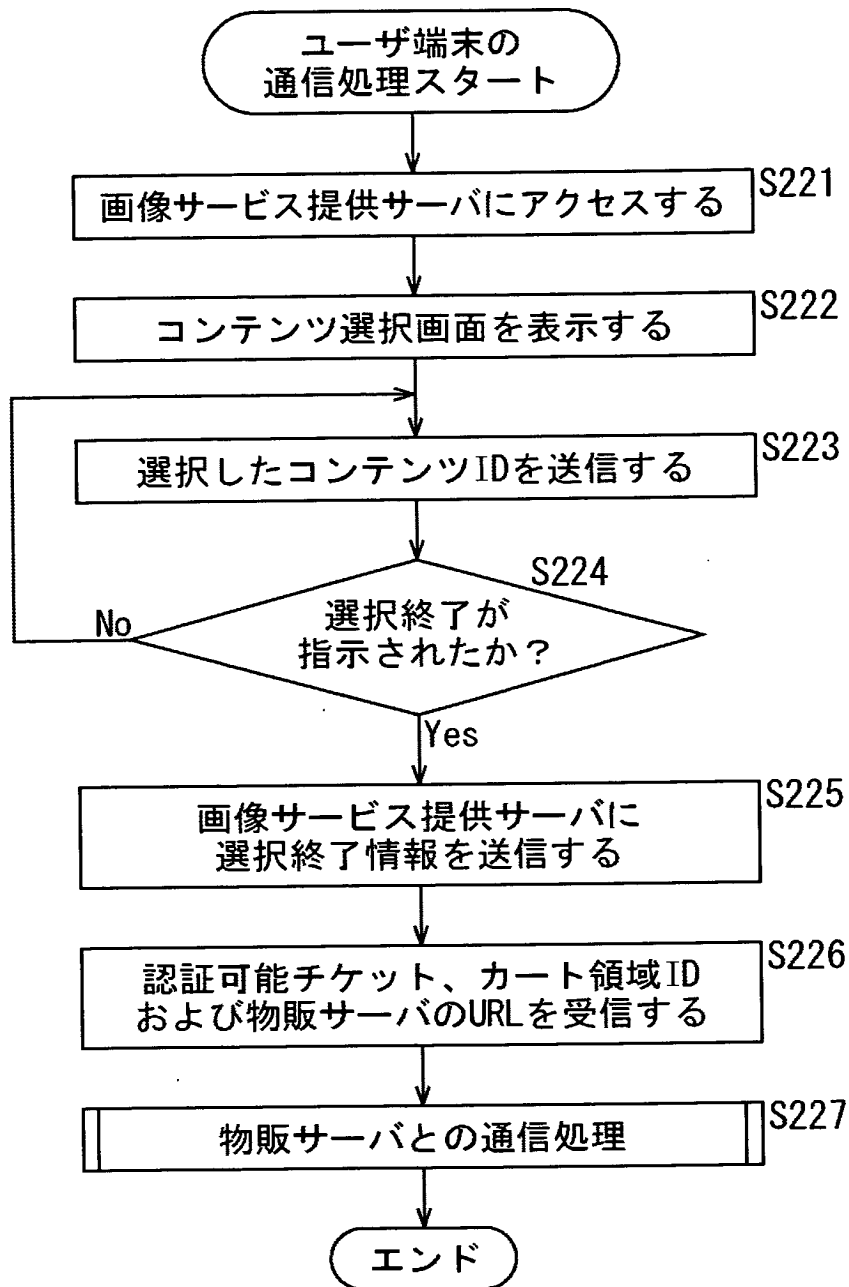 ユーザ端末の
通信処理スタート
S221
画像サービス提供サーバにアクセスする
S222
コンテンツ選択画面を表示する
S223
選択したコンテンツIDを送信する
S224
選択終了が
指示されたか？
No
Yes
S225
画像サービス提供サーバに
選択終了情報を送信する
S226
認証可能チケット、カート領域ID
および物販サーバのURLを受信する
S227
物販サーバとの通信処理
エンド